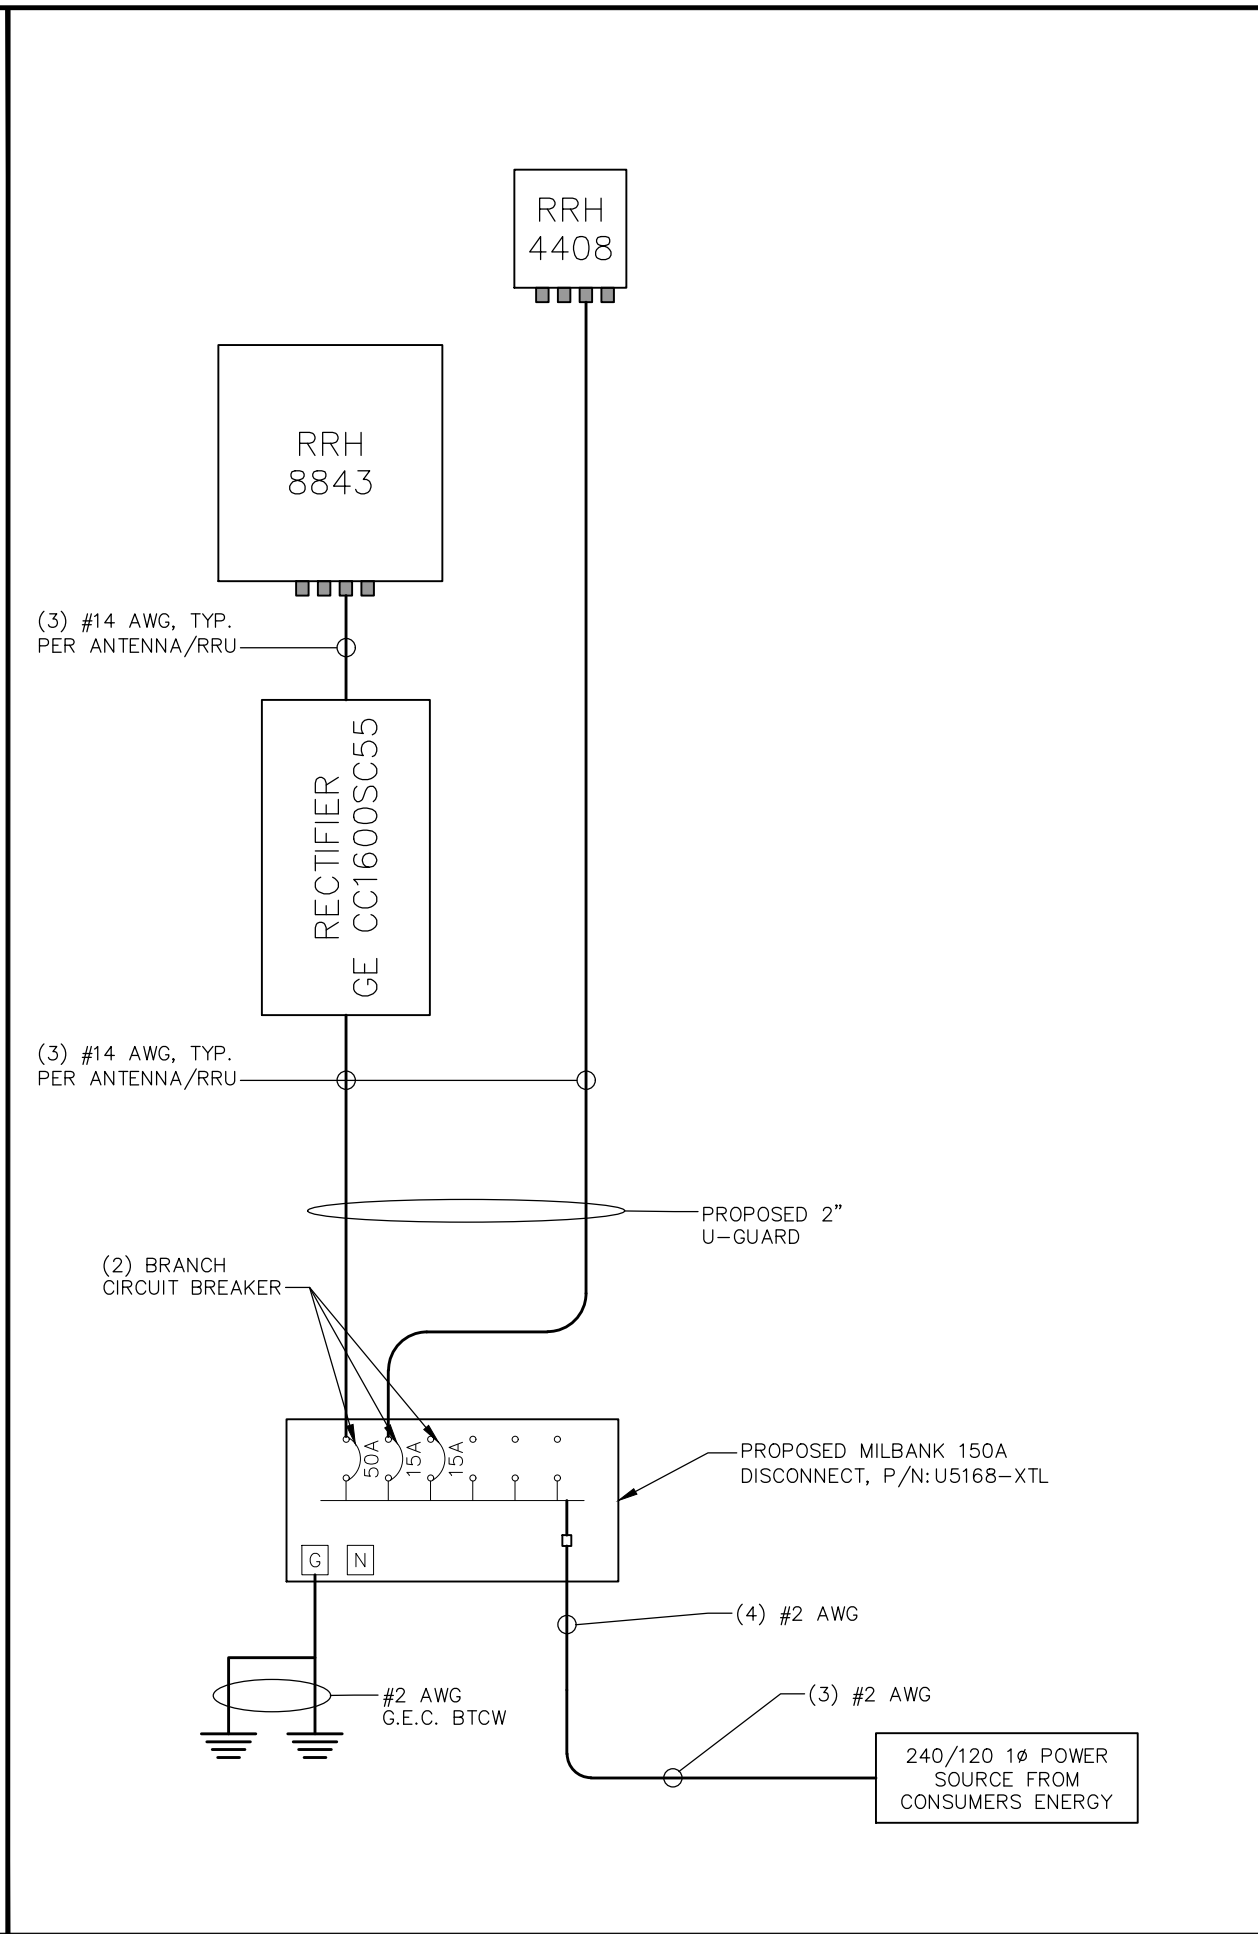 RRH
4408
RRH
8843
(3) #14 AWG, TYP.
PER ANTENNA/RRU
RECTIFIER
GE CC1600SC55
(3) #14 AWG, TYP.
PER ANTENNA/RRU
PROPOSED 2”
U-GUARD
(2) BRANCH
CIRCUIT BREAKER
50A
15A
15A
PROPOSED MILBANK 150A
DISCONNECT, P/N:U5168-XTL
G
N
(4) #2 AWG
#2 AWG
G.E.C. BTCW
(3) #2 AWG
240/120 1ø POWER
SOURCE FROM
CONSUMERS ENERGY